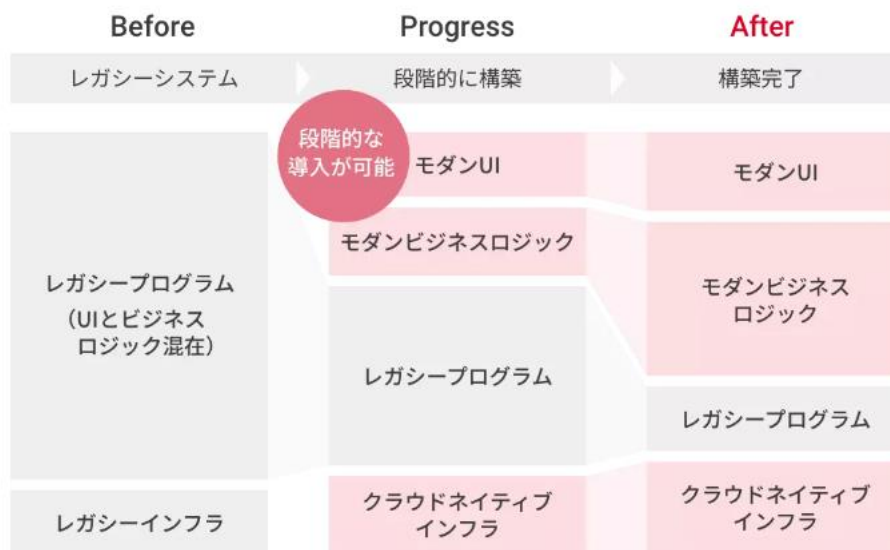 Before
Progress
After
レガシーシステム
段階的に構築
構築完了
段階的な
導入が可能
レガシープログラム
（UIとビジネス
ロジック混在）
レガシーインフラ
モダンUI
モダンビジネスロジック
レガシープログラム
クラウドネイティブ
インフラ
モダンUI
モダンビジネス
ロジック
レガシープログラム
クラウドネイティブ
インフラ